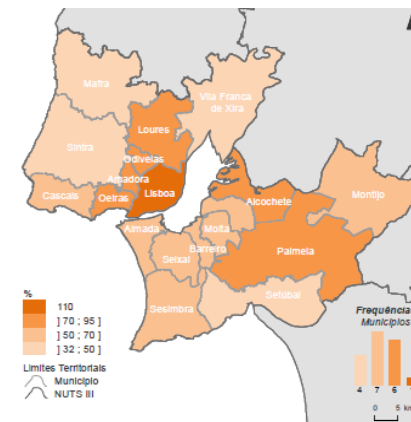 Mafra
Vila Franca
de Xira
Loures
Sintra
Odivelas
Amadora
Lisboa
Cascais
Oeiras
Alcochete
Montijo
Almada
Moita
Barreiro
Seixal
Palmela
Sesimbra
Setúbal
%
110
] 70 ; 95 ]
] 50 ; 70 ]
] 32 ; 50 ]
Limites Territoriais
Município
NUTS III
Frequência
Municípios
4 7 6
0 5 km